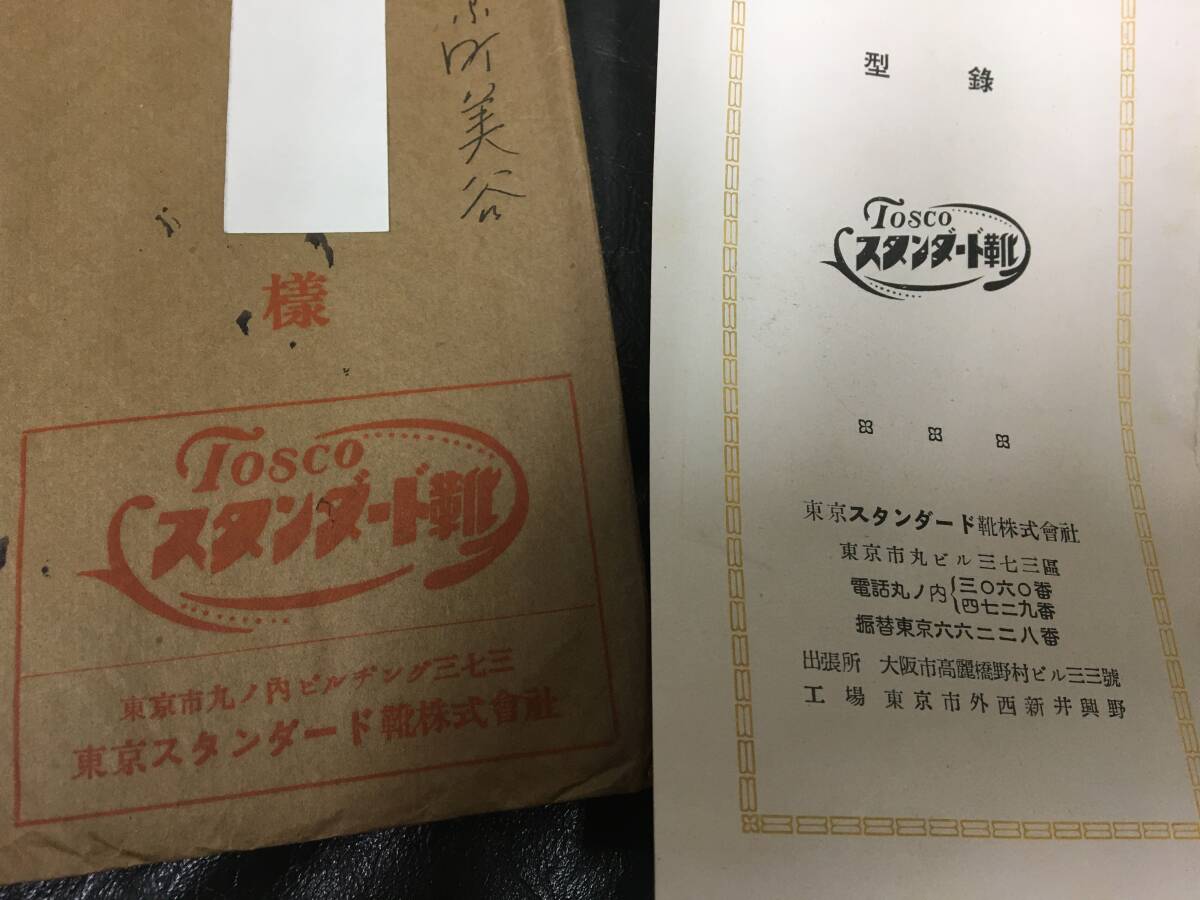 町美谷
様
Tosco
スタンダード靴
東京市丸ノ内ビルヂング三七三
東京スタンダード靴株式會社
型錄
Tosco
スタンダード靴
東京スタンダード靴株式會社
東京市丸ビル三七三區
電話丸ノ内{三〇六〇番
四七二九番
振替東京六六二二八番
出張所 大阪市高麗橋野村ビル三三號
工場 東京市外西新井興野